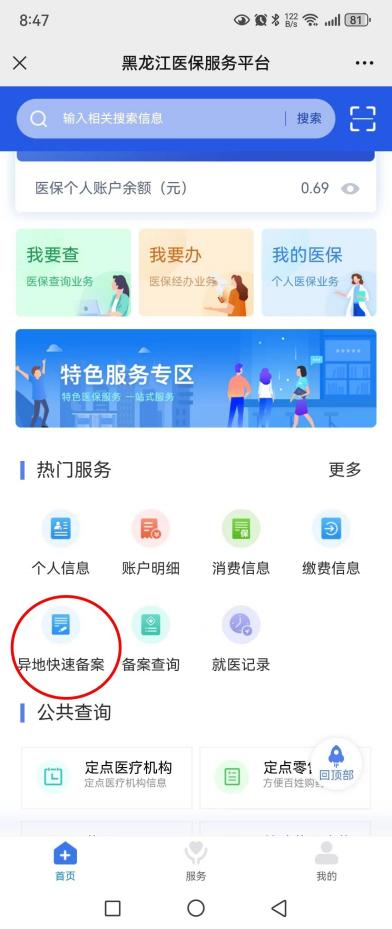 8:47
122
B/s
81
黑龙江医保服务平台
输入相关搜索信息
搜索
医保个人账户余额（元）
0.69
我要查
医保查询业务
我要办
医保经办业务
我的医保
个人医保业务
特色服务专区
特色医保服务 一站式服务
热门服务
更多
个人信息
账户明细
消费信息
缴费信息
异地快速备案
备案查询
就医记录
公共查询
定点医疗机构
定点医疗机构信息
定点零
方便百姓购
回顶部
首页
服务
我的